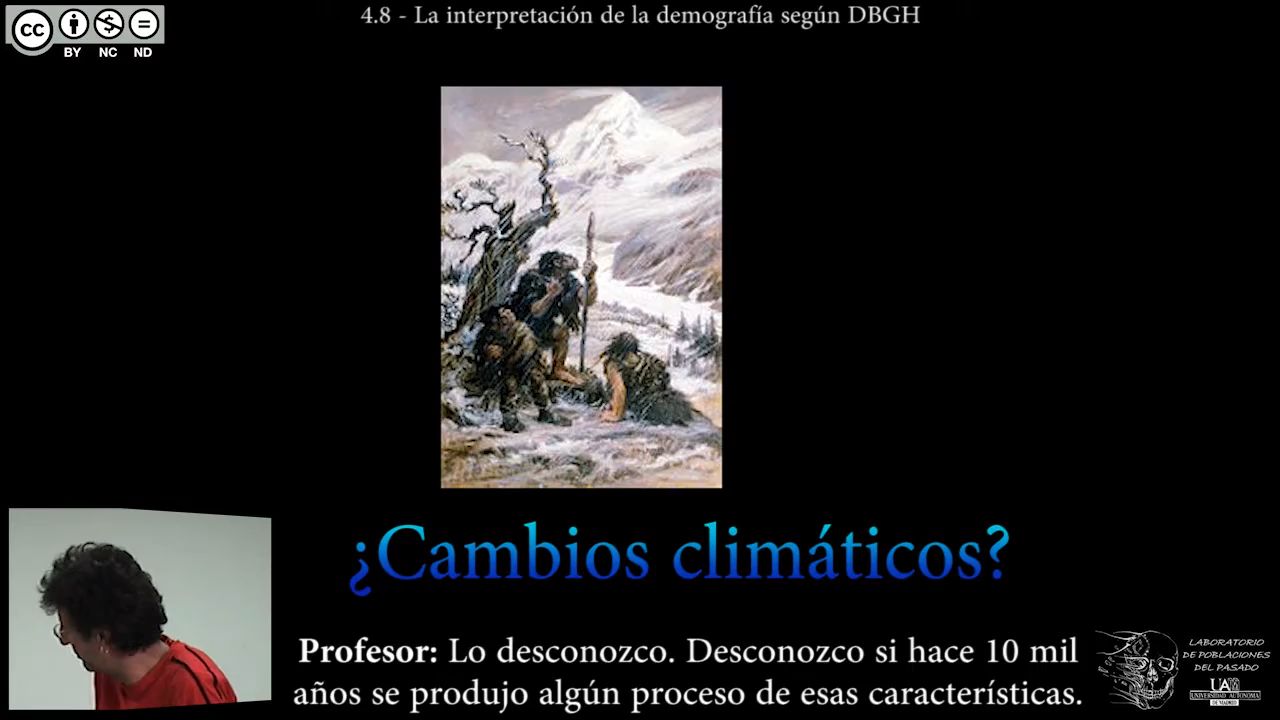 4.8 - La interpretación de la demografía según DBGH
cc
BY NC ND
¿Cambios climáticos?
Profesor: Lo desconozco. Desconozco si hace 10 mil
años se produjo algún proceso de esas características.
LABORATORIO
DE POBLACIONES
DEL PASADO
UAM
UNIVERSIDAD AUTONOMA
DE MADRID